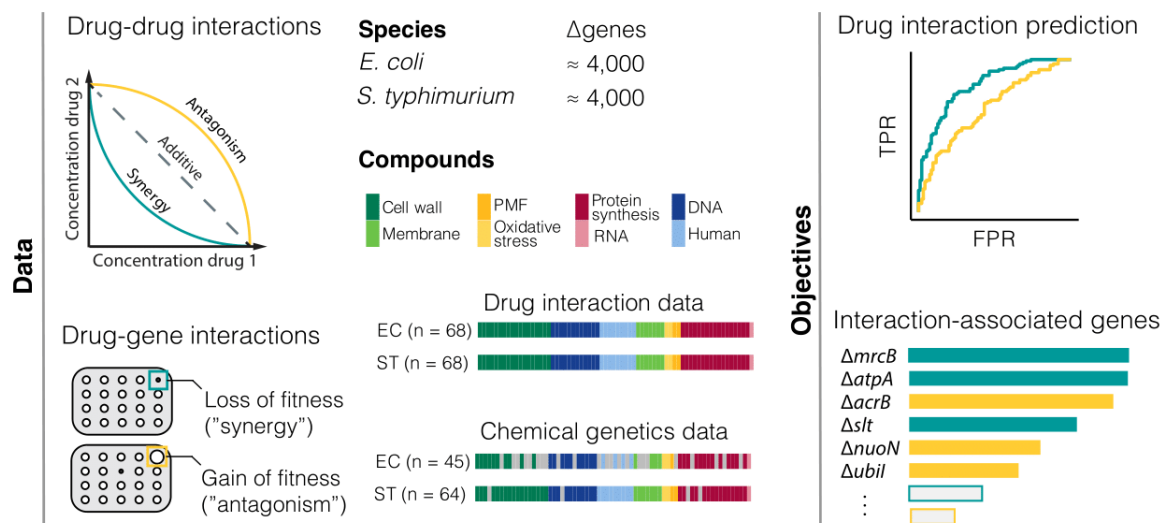 Data
Drug-drug interactions
Concentration drug 2
Antagonism
Additive
Synergy
Concentration drug 1
Drug-gene interactions
Loss of fitness
("synergy")
Gain of fitness
("antagonism")
Species Δgenes
E. coli ≈ 4,000
S. typhimurium ≈ 4,000
Compounds
Cell wall
Membrane
PMF
Oxidative
stress
Protein
synthesis
RNA
DNA
Human
Drug interaction data
EC (n = 68)
ST (n = 68)
Chemical genetics data
EC (n = 45)
ST (n = 64)
Objectives
Drug interaction prediction
TPR
FPR
Interaction-associated genes
ΔmrcB
ΔatpA
ΔacrB
Δslt
ΔnuoN
ΔubiI
⋮